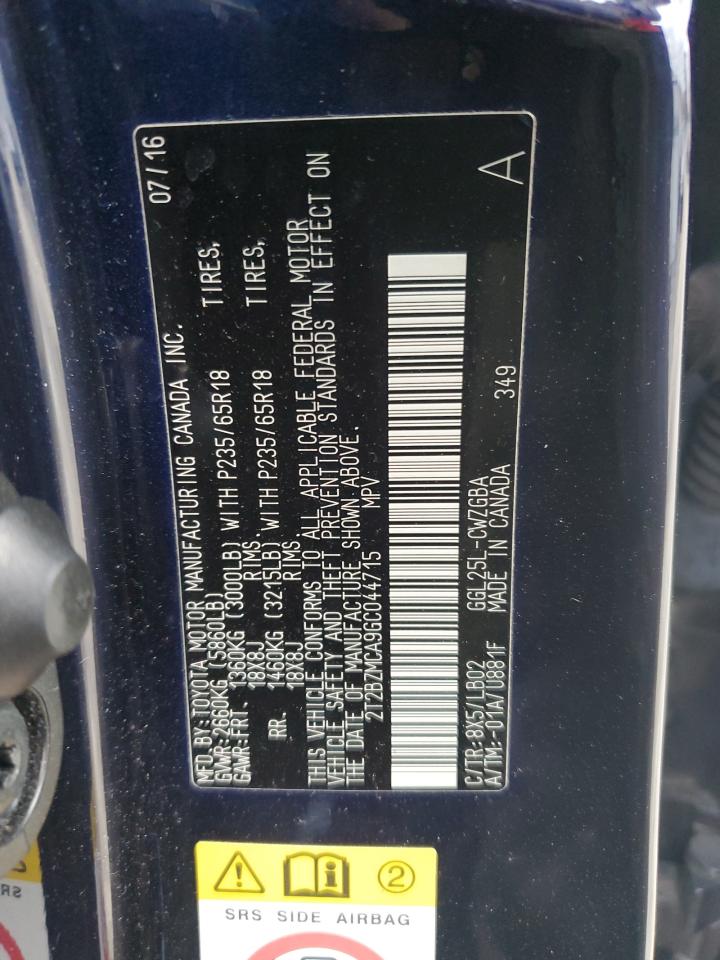 MFD. BY:TOYOTA MOTOR MANUFACTURING CANADA INC. 07/16
GVWR:2660KG (5860LB)
GAWR:FRT. 1360KG (3000LB) WITH P235/65R18 TIRES,
18X8J RIMS,
RR. 1460KG (3215LB) WITH P235/65R18 TIRES,
18X8J RIMS
THIS VEHICLE CONFORMS TO ALL APPLICABLE FEDERAL MOTOR
VEHICLE SAFETY AND THEFT PREVENTION STANDARDS IN EFFECT ON
THE DATE OF MANUFACTURE SHOWN ABOVE.
2T2BZMCA9GC044715 MPV
C/TR:8X5/LB02 GGL25L-CWZGBA
A/TM:-01A/U881F MADE IN CANADA 349 A
2
SRS SIDE AIRBAG
SR